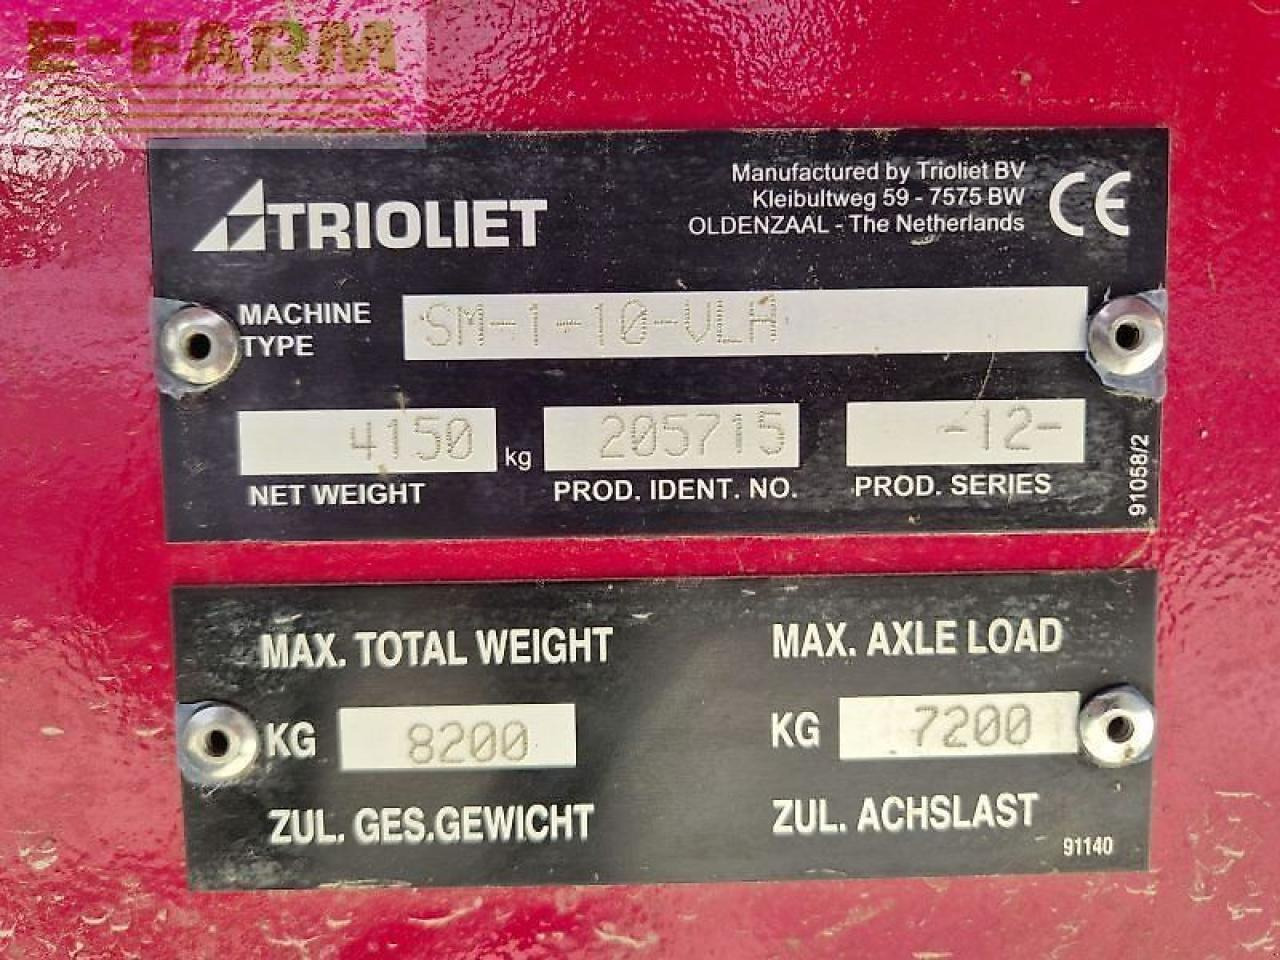 E-FARM
TRIOLIET
Manufactured by Trioliet BV
Kleibultweg 59 - 7575 BW
OLDENZAAL - The Netherlands
CE
MACHINE
TYPE
SM-1-10-VLH
4150 kg
NET WEIGHT
205715
PROD. IDENT. NO.
-12-
PROD. SERIES
91058/2
MAX. TOTAL WEIGHT
KG 8200
ZUL. GES.GEWICHT
MAX. AXLE LOAD
KG 7200
ZUL. ACHSLAST
91140